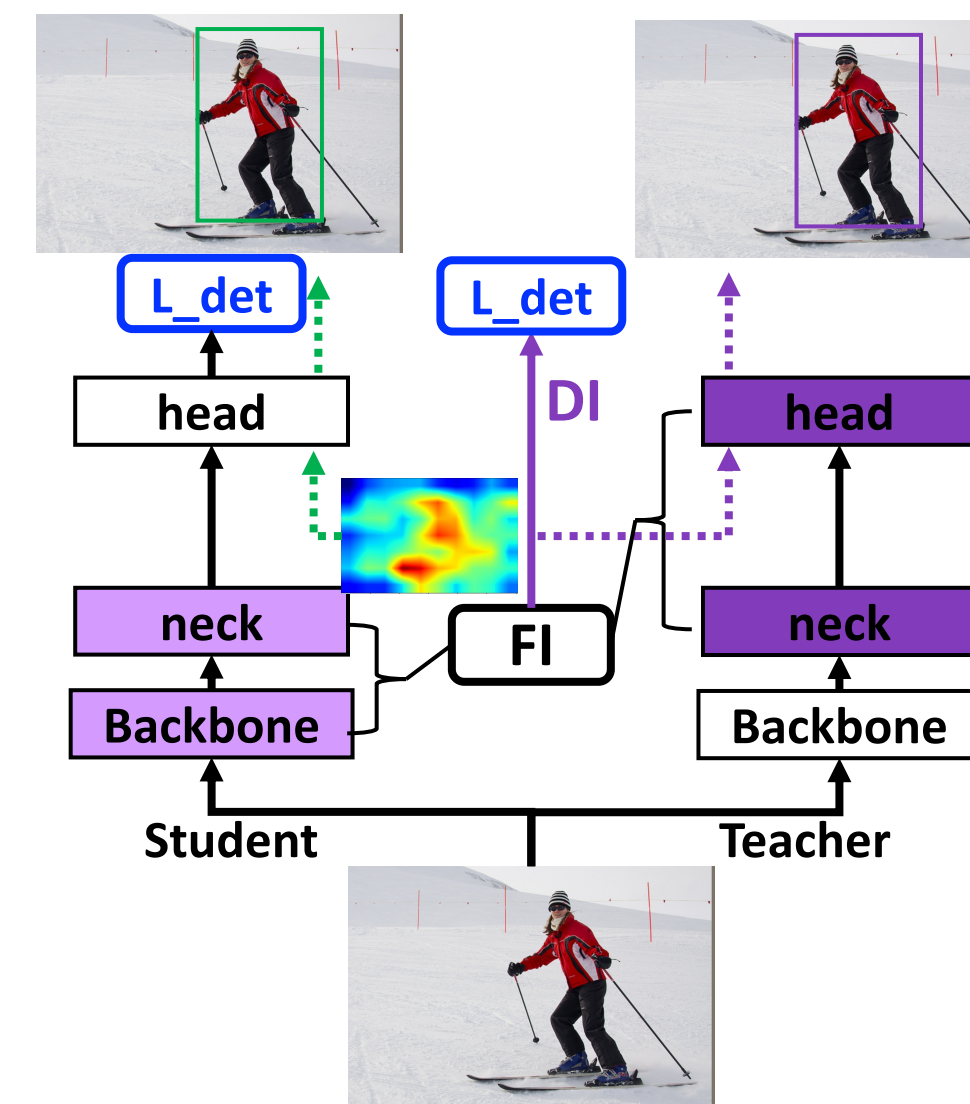 L_det
L_det
head
DI
head
neck
FI
neck
Backbone
Backbone
Student
Teacher